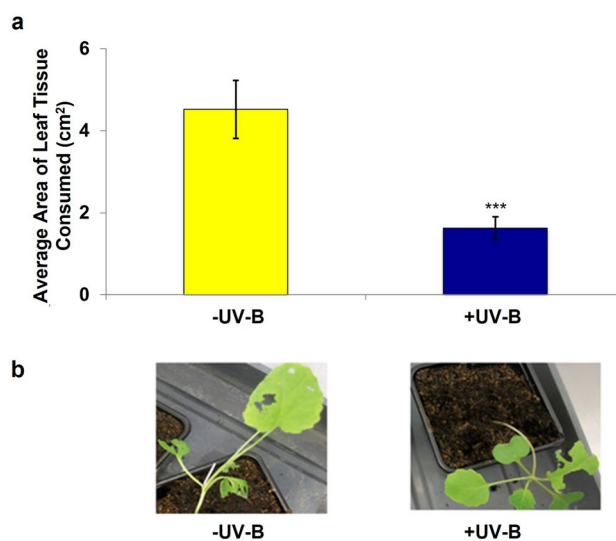 a
Average Area of Leaf Tissue
Consumed (cm²)
6
4
2
0
***
-UV-B
+UV-B
b
-UV-B
+UV-B